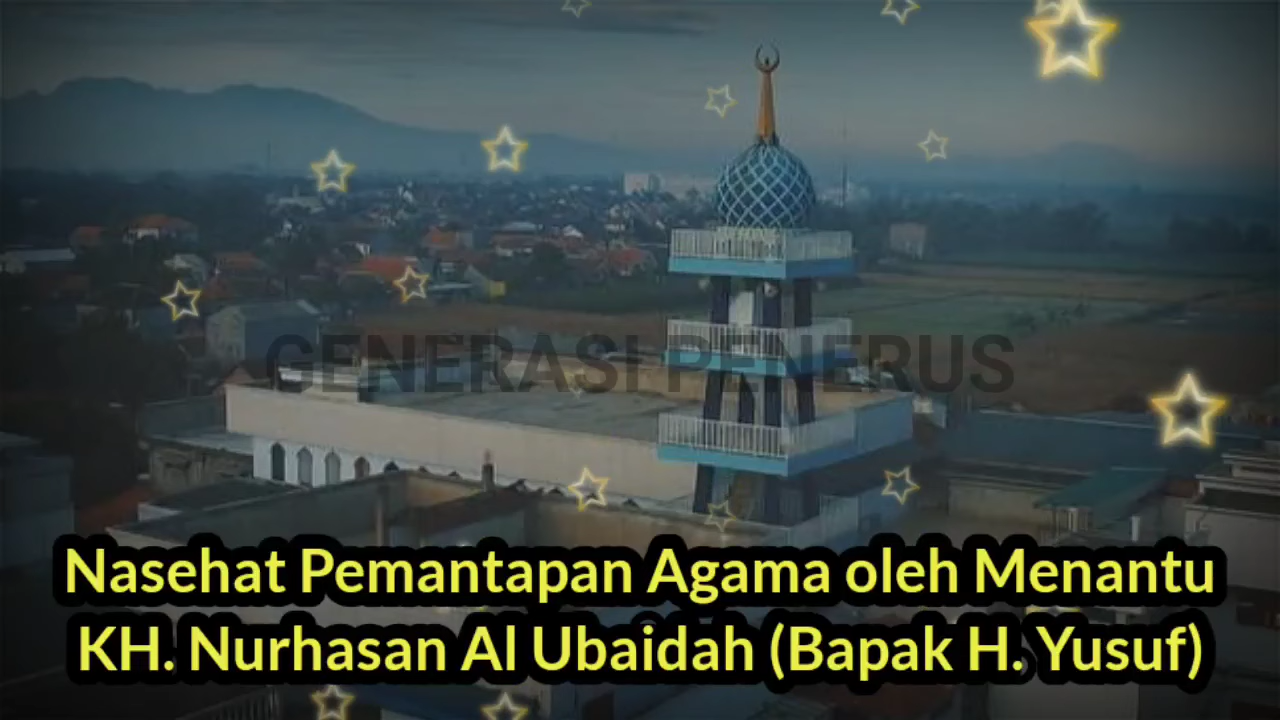 GENERASI PENERUS
Nasehat Pemantapan Agama oleh Menantu
KH. Nurhasan Al Ubaidah (Bapak H. Yusuf)